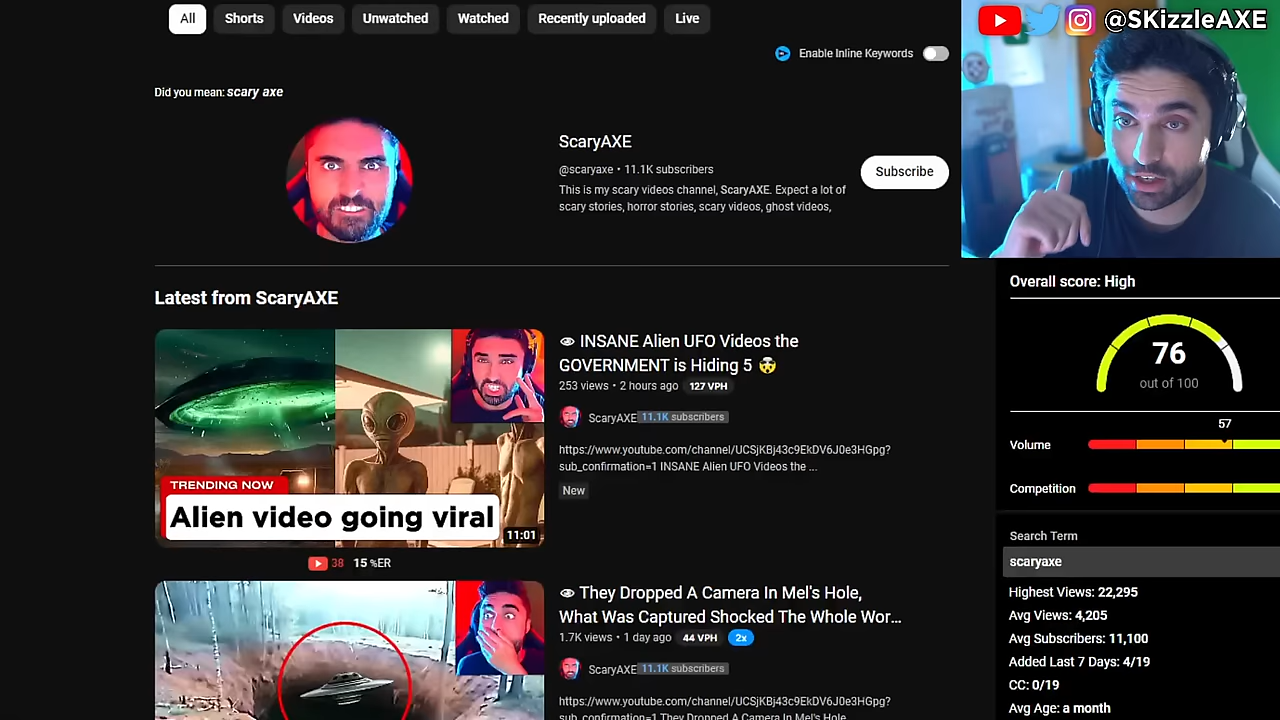 All
Shorts
Videos
Unwatched
Watched
Recently uploaded
Live
@SKizzleAXE
Enable Inline Keywords
Did you mean: scary axe
ScaryAXE
@scaryaxe • 11.1K subscribers
This is my scary videos channel, ScaryAXE. Expect a lot of
scary stories, horror stories, scary videos, ghost videos,
Subscribe
Latest from ScaryAXE
TRENDING NOW
Alien video going viral
11:01
INSANE Alien UFO Videos the
GOVERNMENT is Hiding 5 🤯
253 views • 2 hours ago 127 VPH
ScaryAXE 11.1K subscribers
https://www.youtube.com/channel/UCSjKBj43c9EkDV6J0e3HGpg?
sub_confirmation=1 INSANE Alien UFO Videos the ...
New
38 15 %ER
They Dropped A Camera In Mel's Hole,
What Was Captured Shocked The Whole Wor...
1.7K views • 1 day ago 44 VPH 2x
ScaryAXE 11.1K subscribers
https://www.youtube.com/channel/UCSjKBj43c9EkDV6J0e3HGpg?
sub_confirmation=1 They Dropped A Camera In Mel's Hole
Overall score: High
76
out of 100
57
Volume
Competition
Search Term
scaryaxe
Highest Views: 22,295
Avg Views: 4,205
Avg Subscribers: 11,100
Added Last 7 Days: 4/19
CC: 0/19
Avg Age: a month